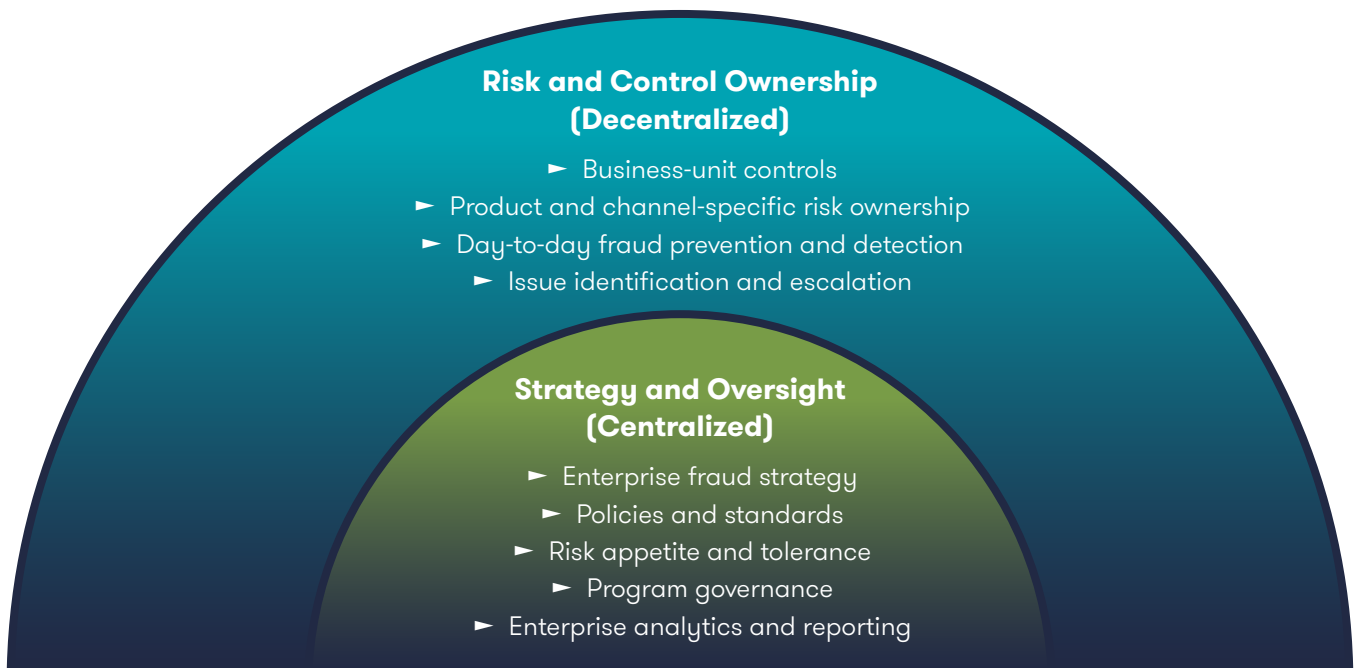 Risk and Control Ownership
(Decentralized)
► Business-unit controls
► Product and channel-specific risk ownership
► Day-to-day fraud prevention and detection
► Issue identification and escalation
Strategy and Oversight
(Centralized)
► Enterprise fraud strategy
► Policies and standards
► Risk appetite and tolerance
► Program governance
► Enterprise analytics and reporting